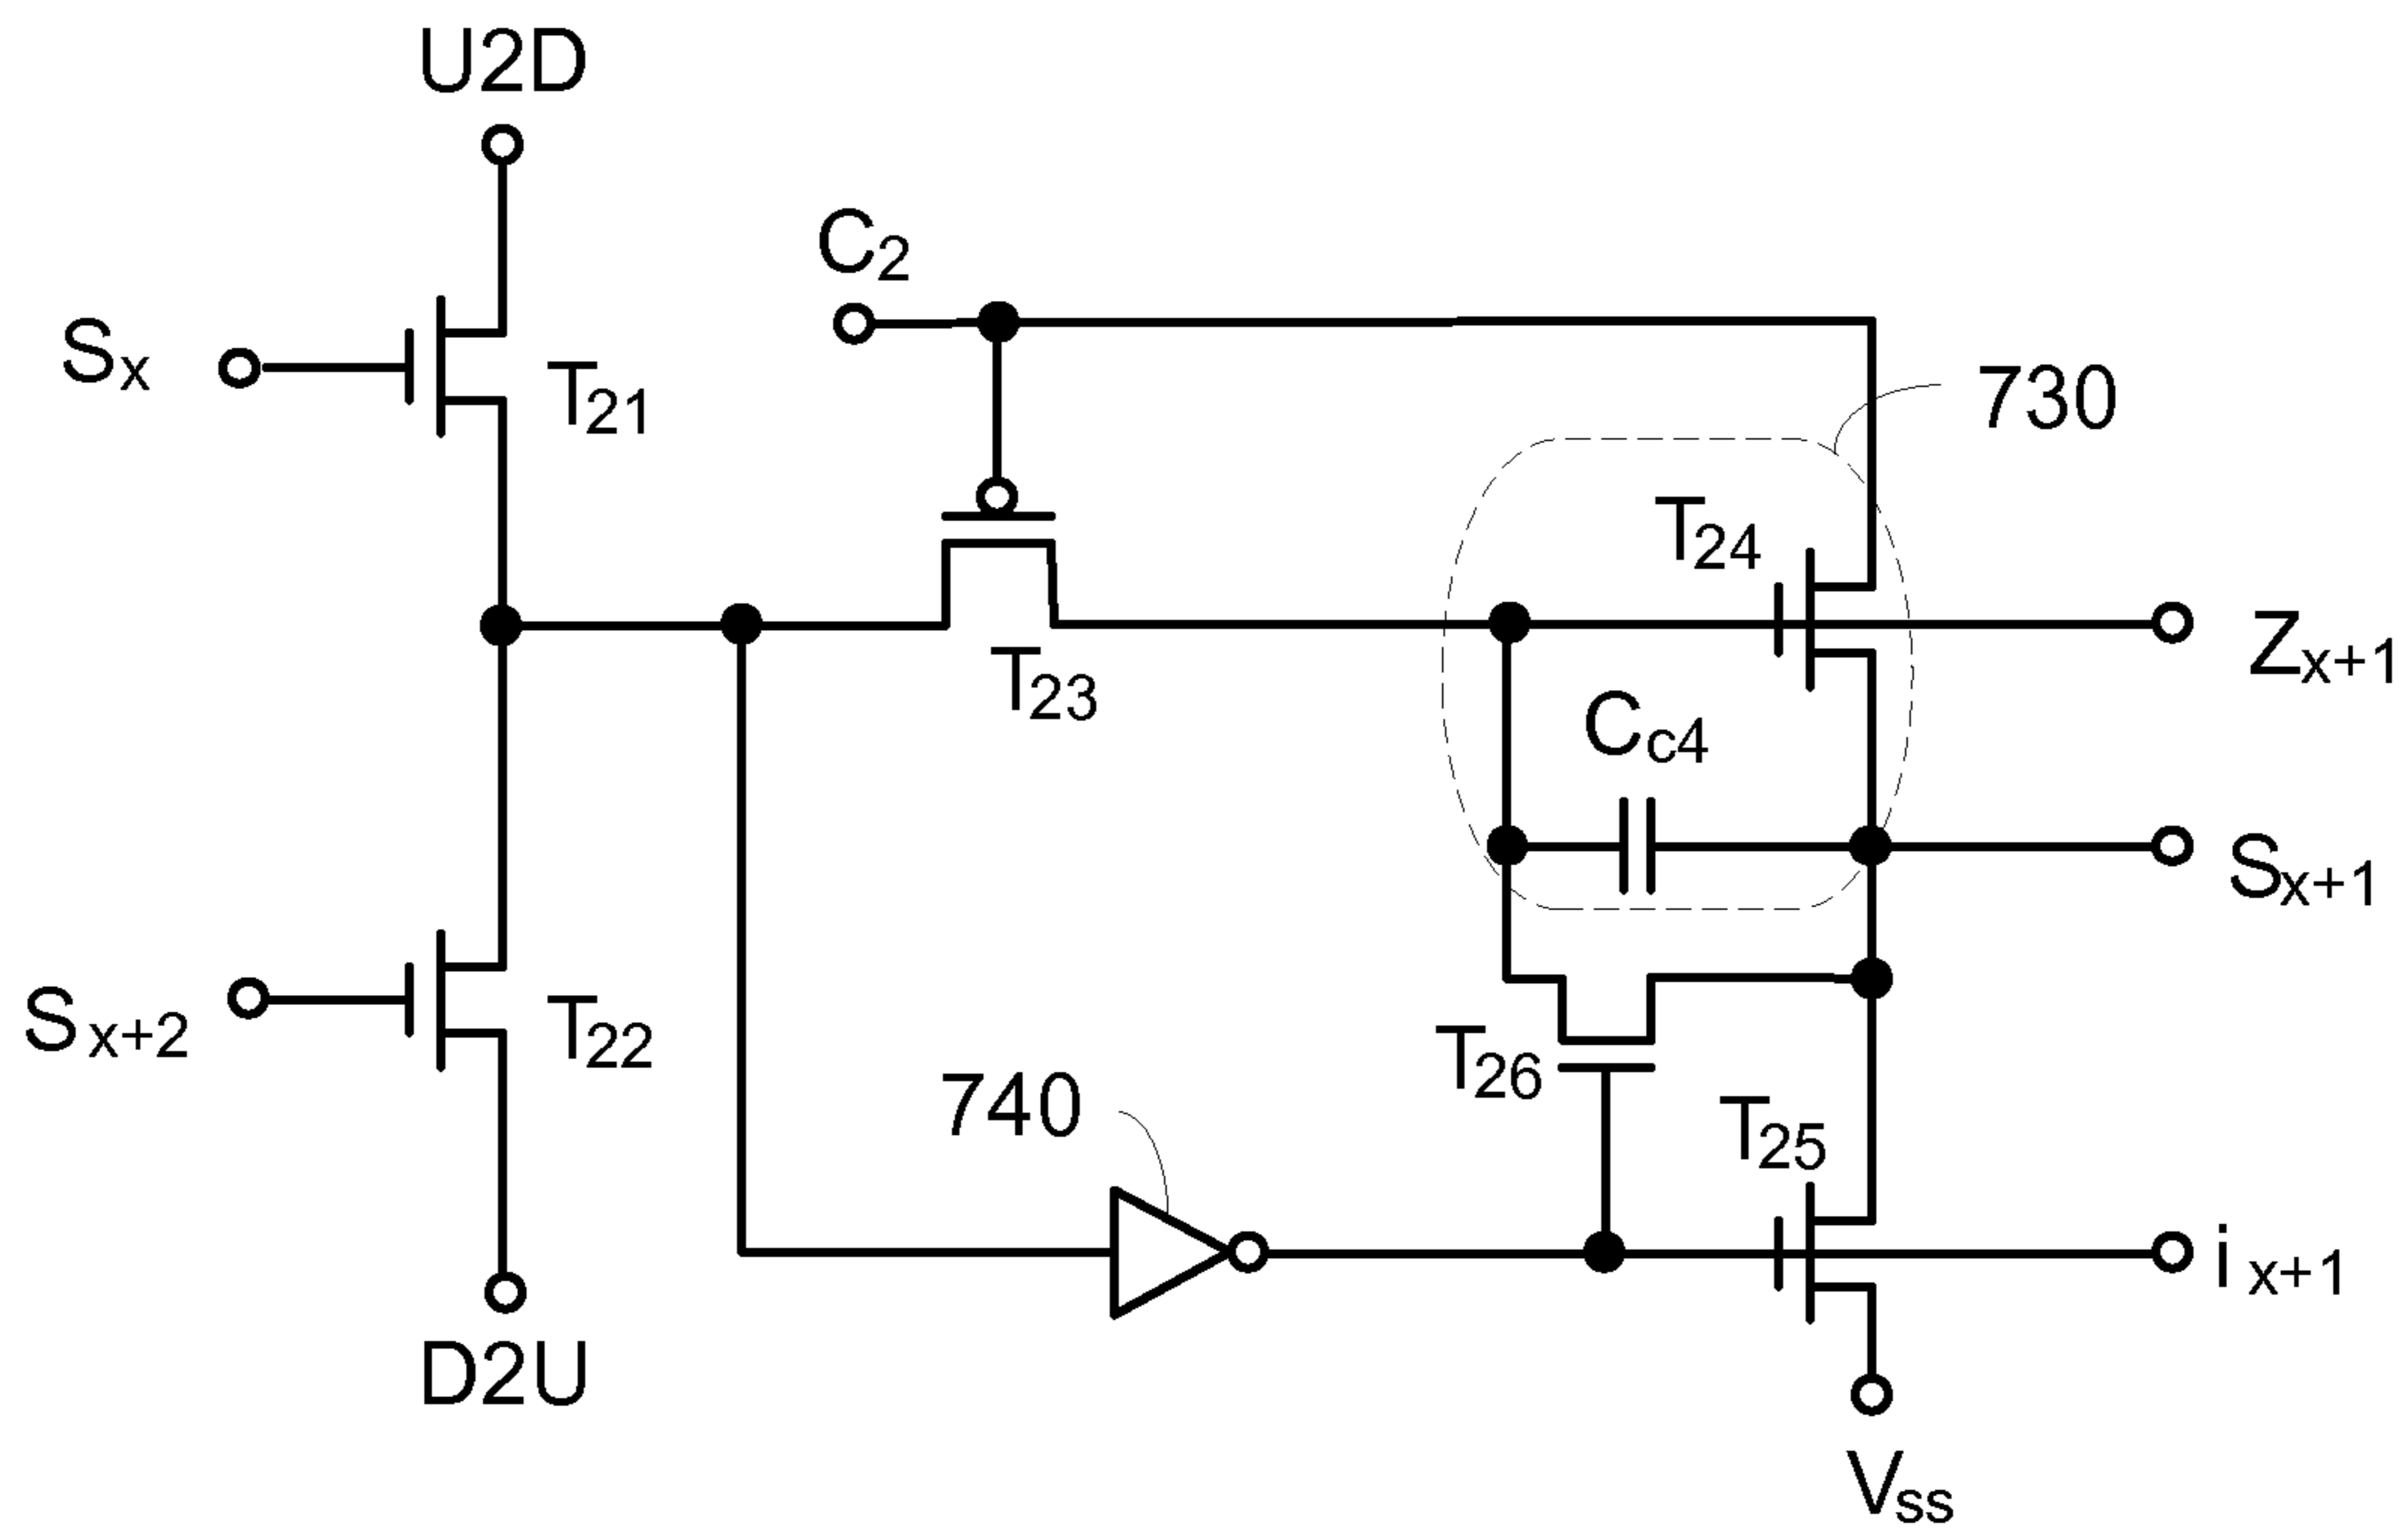 U2D
C2
Sx
T21
730
T24
Zx+1
T23
Cc4
Sx+1
Sx+2
T22
T26
740
T25
ix+1
D2U
Vss